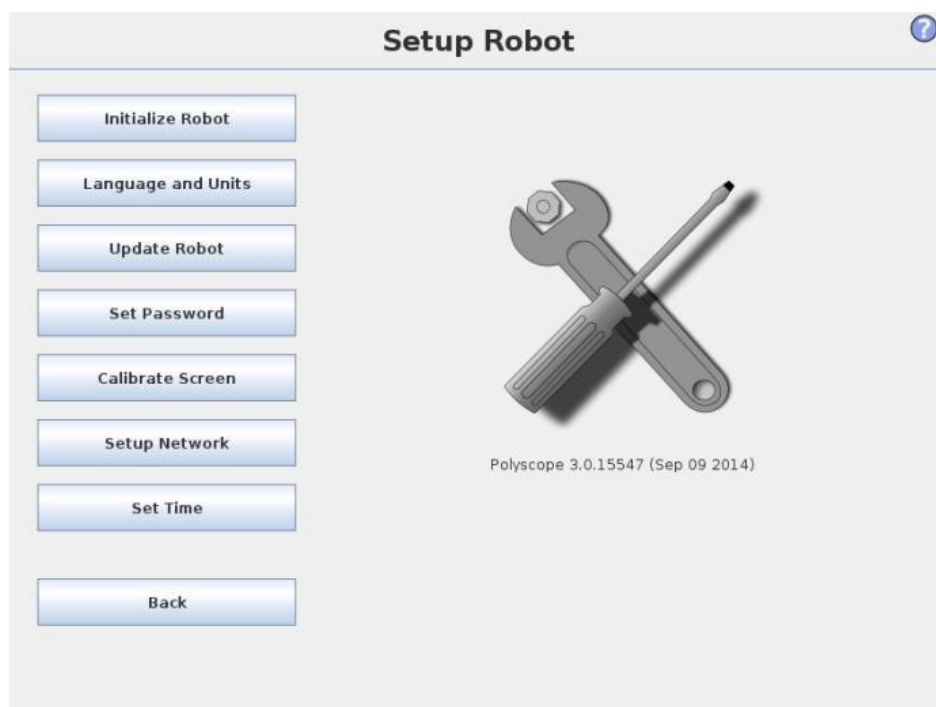 Setup Robot
?
Initialize Robot
Language and Units
Update Robot
Set Password
Calibrate Screen
Setup Network
Set Time
Back
Polyscope 3.0.15547 (Sep 09 2014)